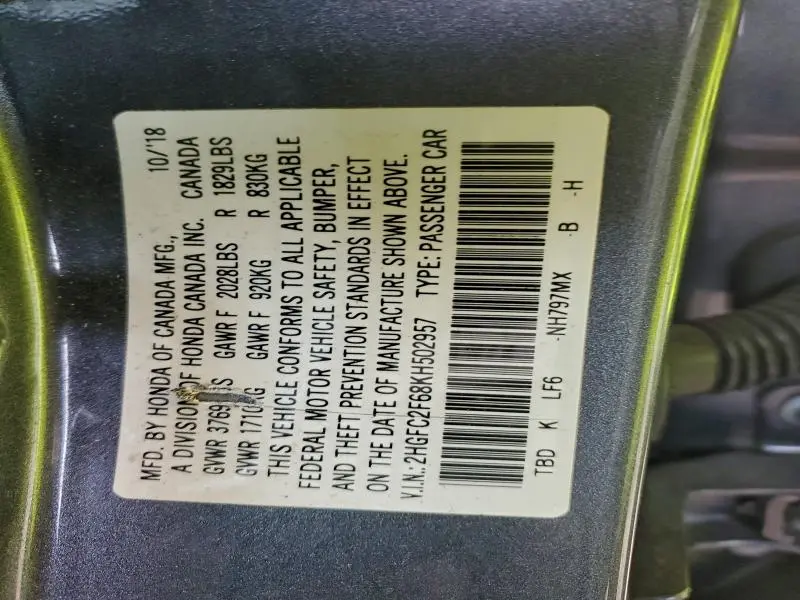 MFD. BY HONDA OF CANADA MFG., 10/'18
A DIVISION OF HONDA CANADA INC. CANADA
GVWR GAWR F 2028LBS R 1829LBS
GVWR GAWR F 920KG R 830KG
THIS VEHICLE CONFORMS TO ALL APPLICABLE
FEDERAL MOTOR VEHICLE SAFETY, BUMPER,
AND THEFT PREVENTION STANDARDS IN EFFECT
ON THE DATE OF MANUFACTURE SHOWN ABOVE.
V.I.N.:2HGFC2F68KH502957 TYPE: PASSENGER CAR
TBD K LF6 -NH797MX -B -H